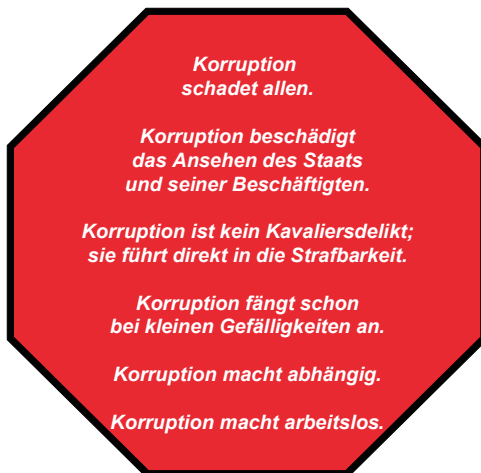 Korruption
schadet allen.
Korruption beschädigt
das Ansehen des Staats
und seiner Beschäftigten.
Korruption ist kein Kavaliersdelikt;
sie führt direkt in die Strafbarkeit.
Korruption fängt schon
bei kleinen Gefälligkeiten an.
Korruption macht abhängig.
Korruption macht arbeitslos.